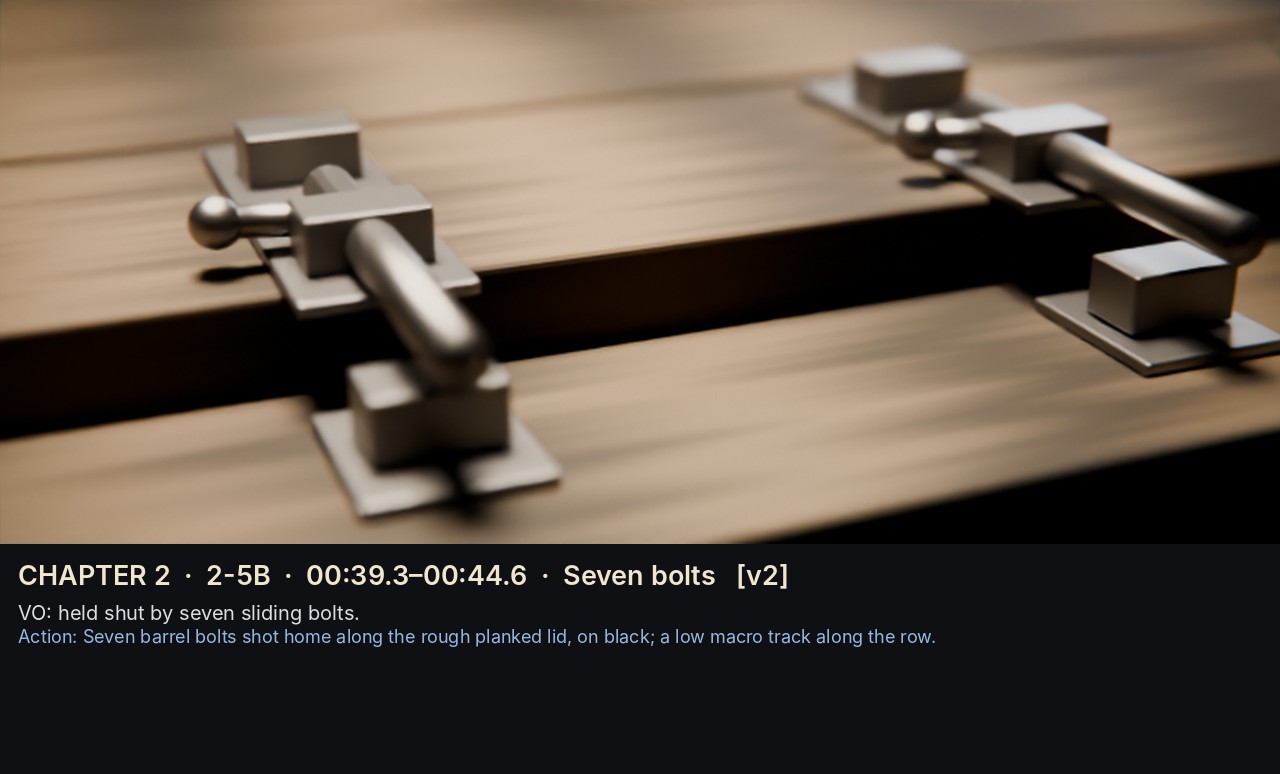 CHAPTER 2 · 2-5B · 00:39.3–00:44.6 · Seven bolts [v2]
VO: held shut by seven sliding bolts.
Action: Seven barrel bolts shot home along the rough planked lid, on black; a low macro track along the row.